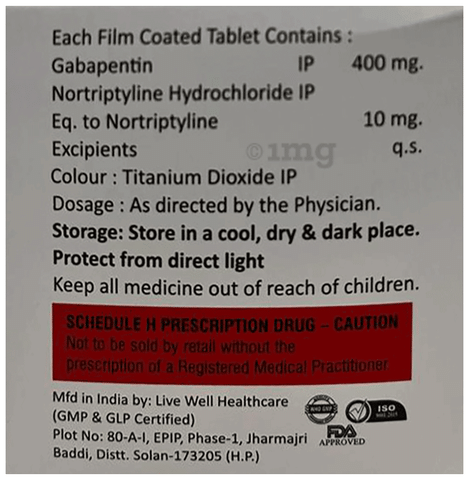 Each Film Coated Tablet Contains :
Gabapentin IP 400 mg.
Nortriptyline Hydrochloride IP
Eq. to Nortriptyline 10 mg.
Excipients q.s.
©1mg
Colour : Titanium Dioxide IP
Dosage : As directed by the Physician.
Storage: Store in a cool, dry & dark place.
Protect from direct light
Keep all medicine out of reach of children.
SCHEDULE H PRESCRIPTION DRUG – CAUTION
Not to be sold by retail without the
prescription of a Registered Medical Practitioner.
Mfd in India by: Live Well Healthcare
(GMP & GLP Certified)
Plot No: 80-A-I, EPIP, Phase-1, Jharmajri
Baddi, Distt. Solan-173205 (H.P.)
WHO GMP
ISO
FDA
APPROVED